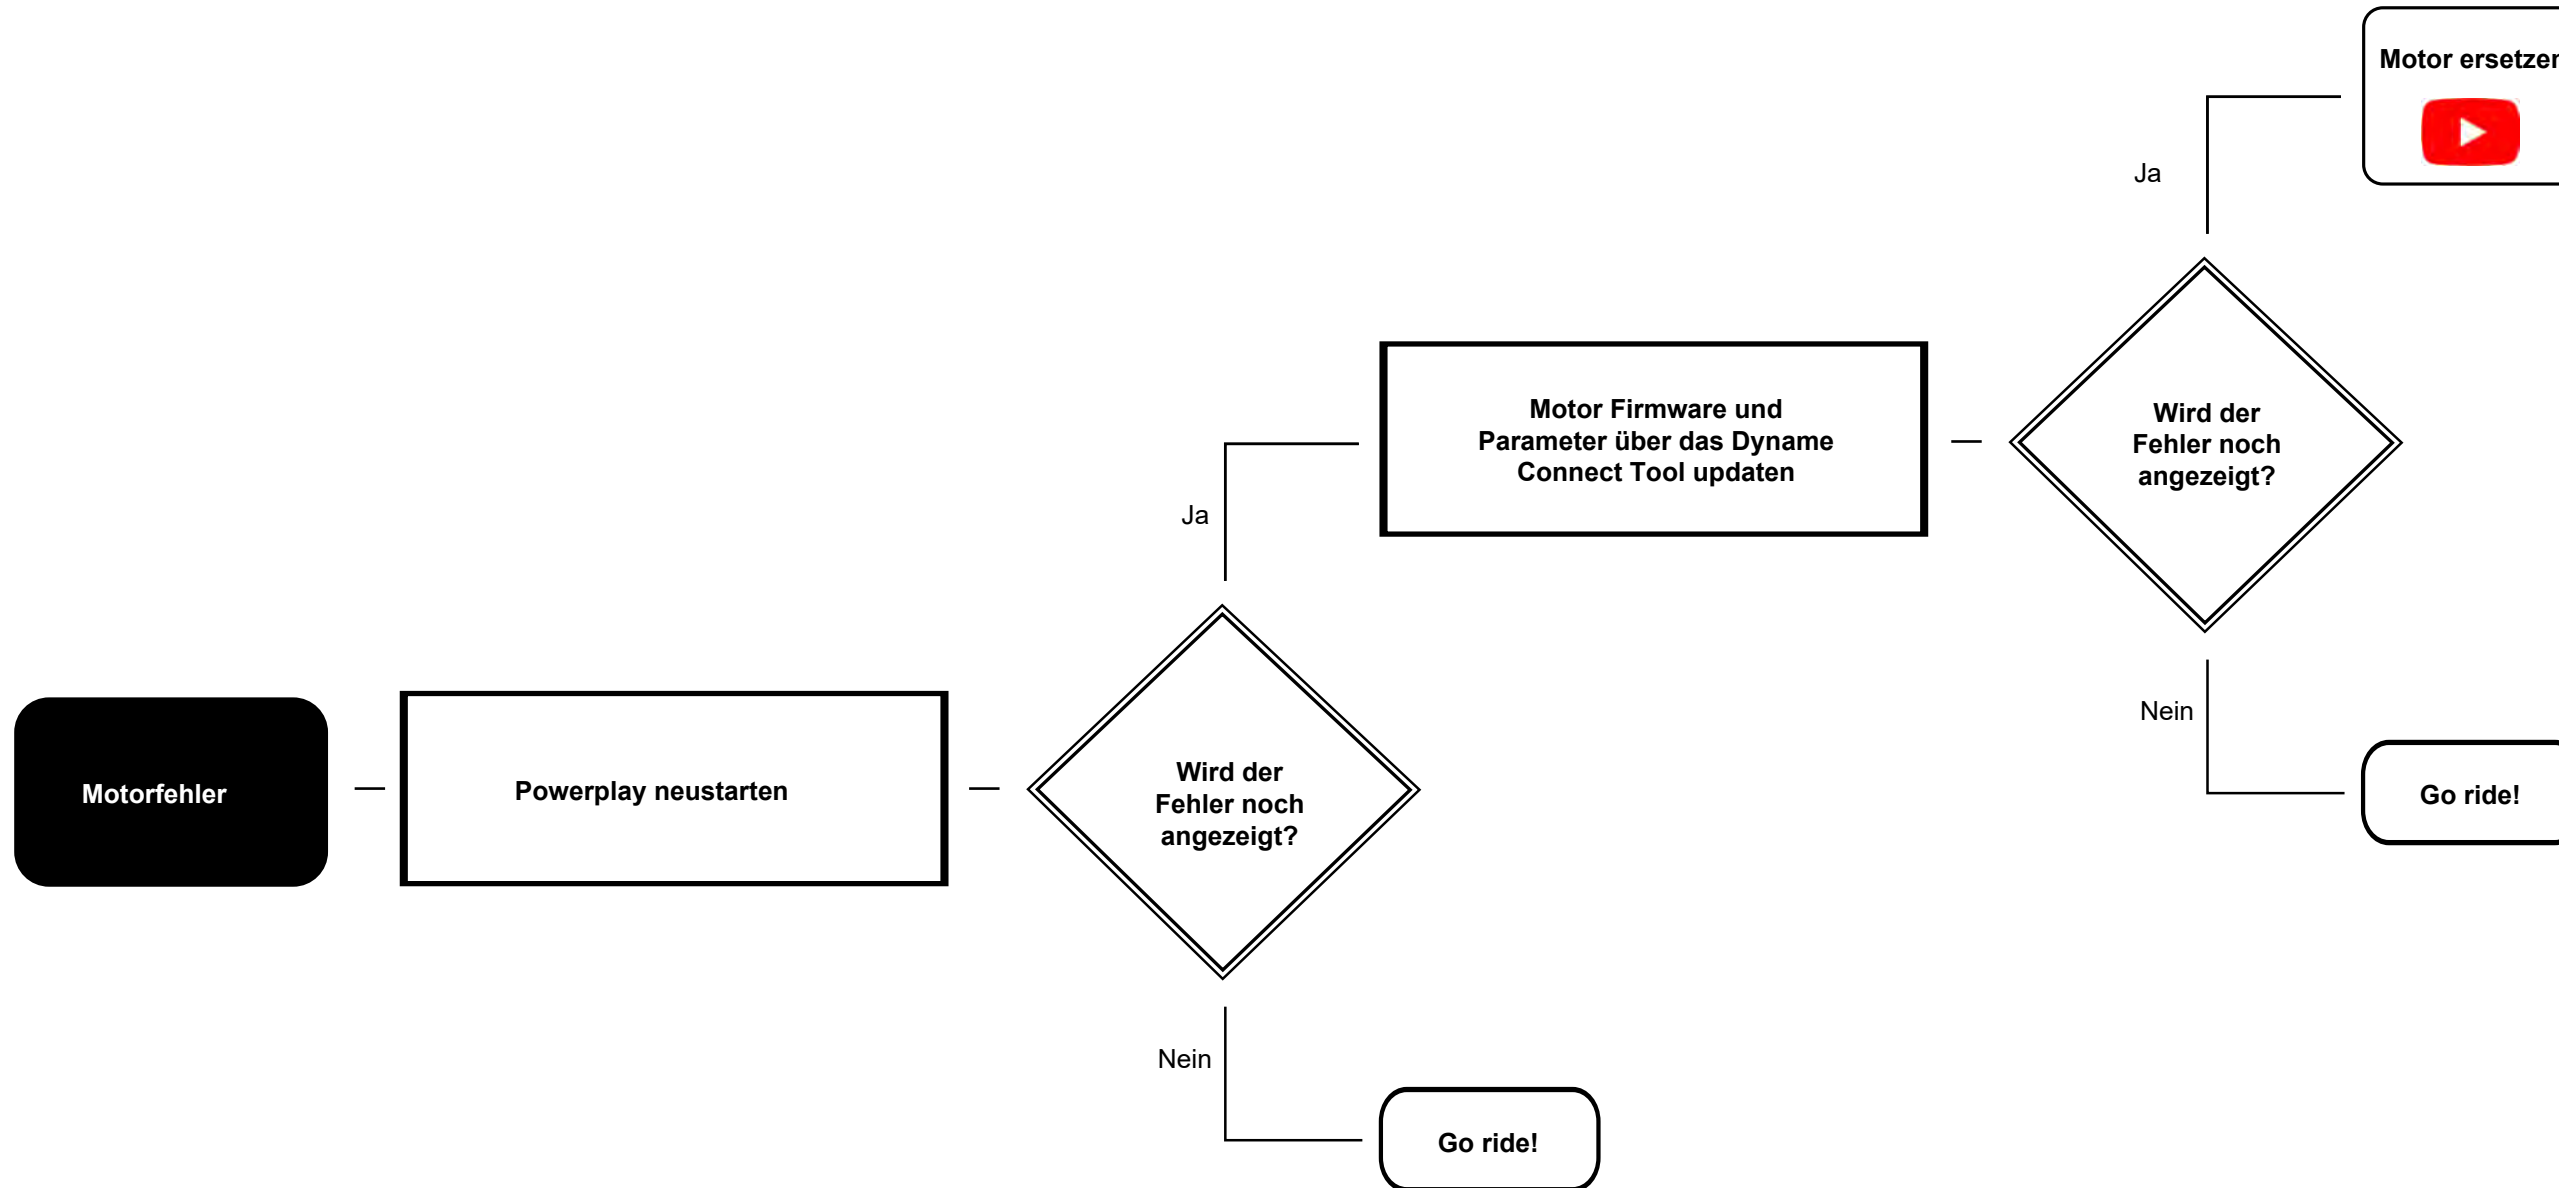 Motorfehler
Powerplay neustarten
Wird der
Fehler noch
angezeigt?
Ja
Motor Firmware und
Parameter über das Dyname
Connect Tool updaten
Wird der
Fehler noch
angezeigt?
Ja
Motor ersetzen
Nein
Go ride!
Nein
Go ride!